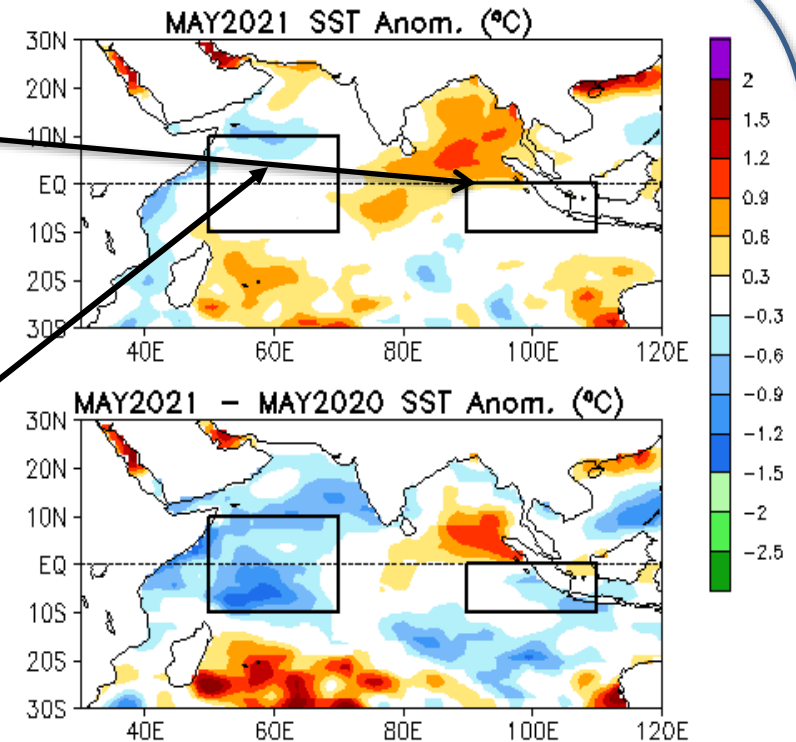 MAY2021 SST Anom. (°C)
30N
20N
10N
EQ
10S
20S
30S
40E 60E 80E 100E 120E
MAY2021 – MAY2020 SST Anom. (°C)
30N
20N
10N
EQ
10S
20S
30S
40E 60E 80E 100E 120E
2
1.5
1.2
0.9
0.6
0.3
−0.3
−0.6
−0.9
−1.2
−1.5
−2
−2.5